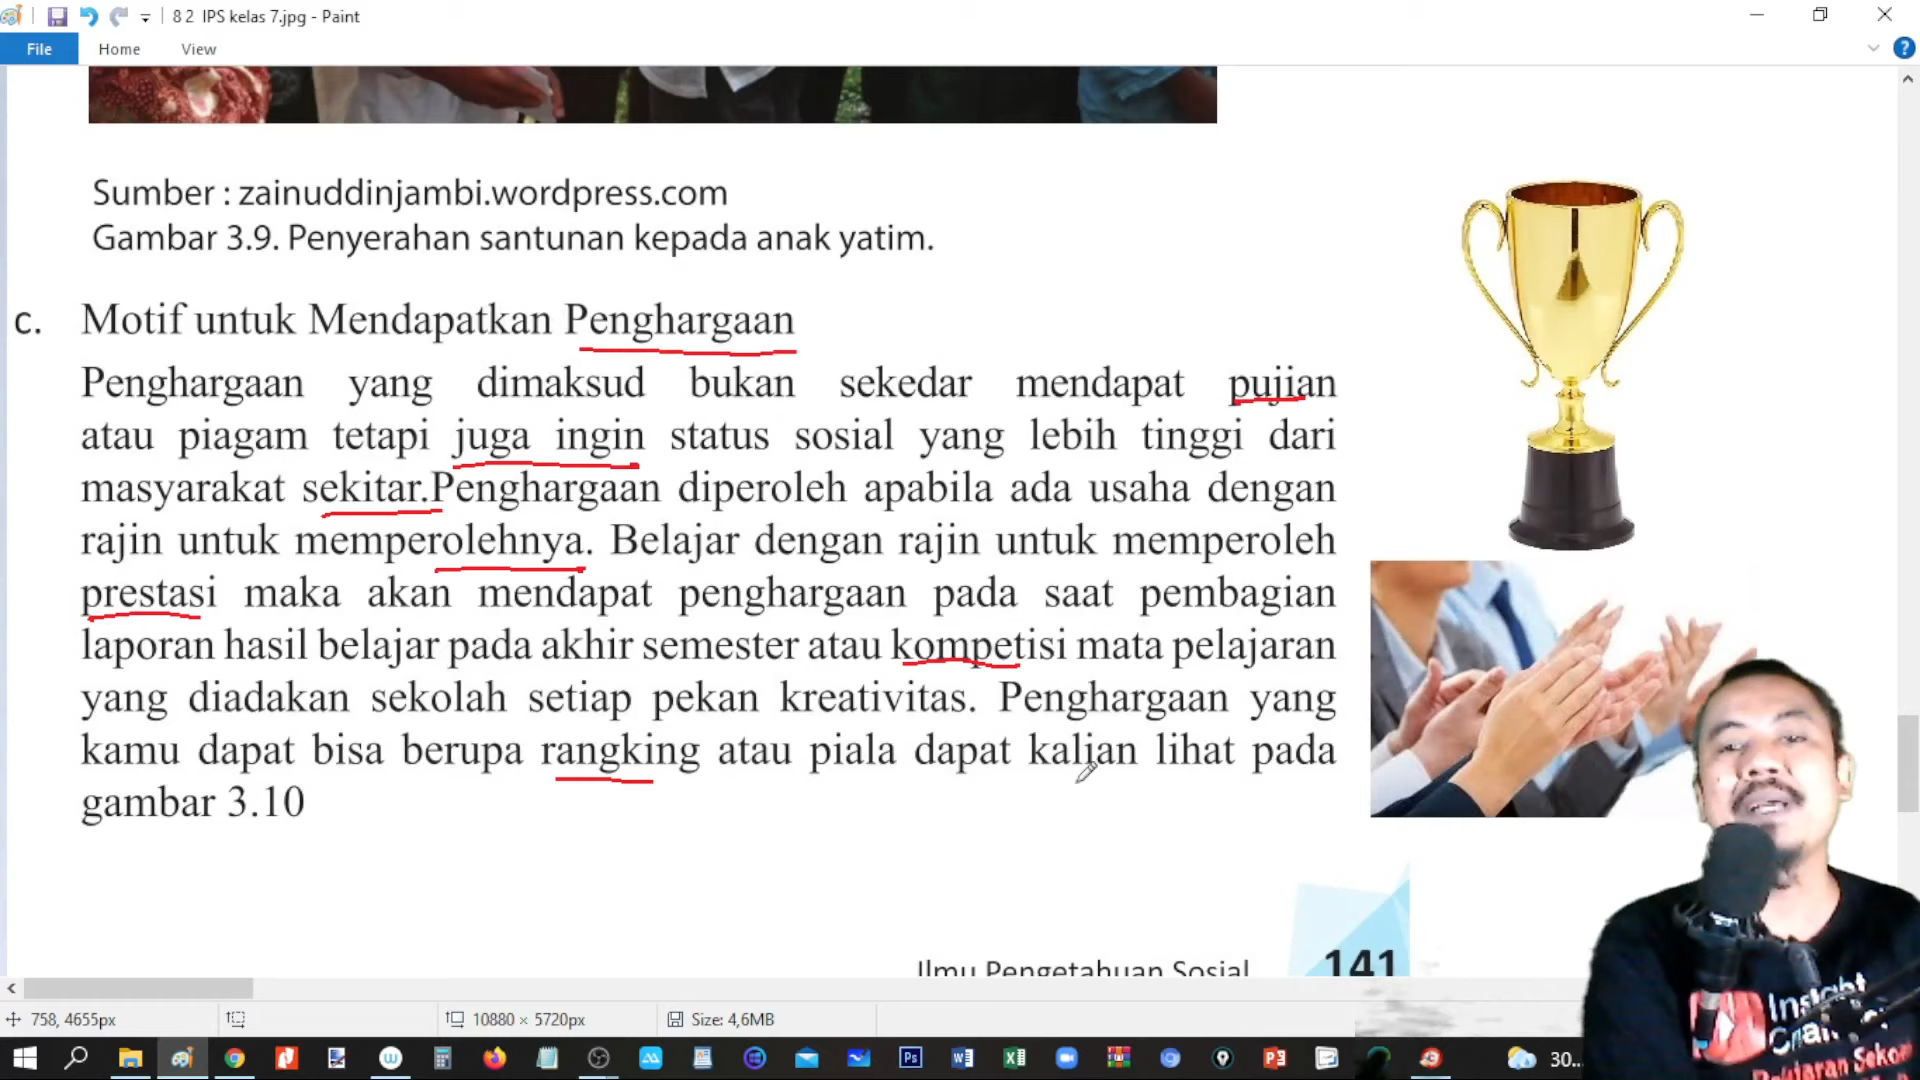 8 2 IPS kelas 7.jpg - Paint
File Home View
Sumber : zainuddinjambi.wordpress.com
Gambar 3.9. Penyerahan santunan kepada anak yatim.
c. Motif untuk Mendapatkan Penghargaan
Penghargaan yang dimaksud bukan sekedar mendapat pujian
atau piagam tetapi juga ingin status sosial yang lebih tinggi dari
masyarakat sekitar.Penghargaan diperoleh apabila ada usaha dengan
rajin untuk memperolehnya. Belajar dengan rajin untuk memperoleh
prestasi maka akan mendapat penghargaan pada saat pembagian
laporan hasil belajar pada akhir semester atau kompetisi mata pelajaran
yang diadakan sekolah setiap pekan kreativitas. Penghargaan yang
kamu dapat bisa berupa rangking atau piala dapat kalian lihat pada
gambar 3.10
Ilmu Pengetahuan Sosial 141
758, 4655px
10880 × 5720px
Size: 4,6MB
30...
Insight